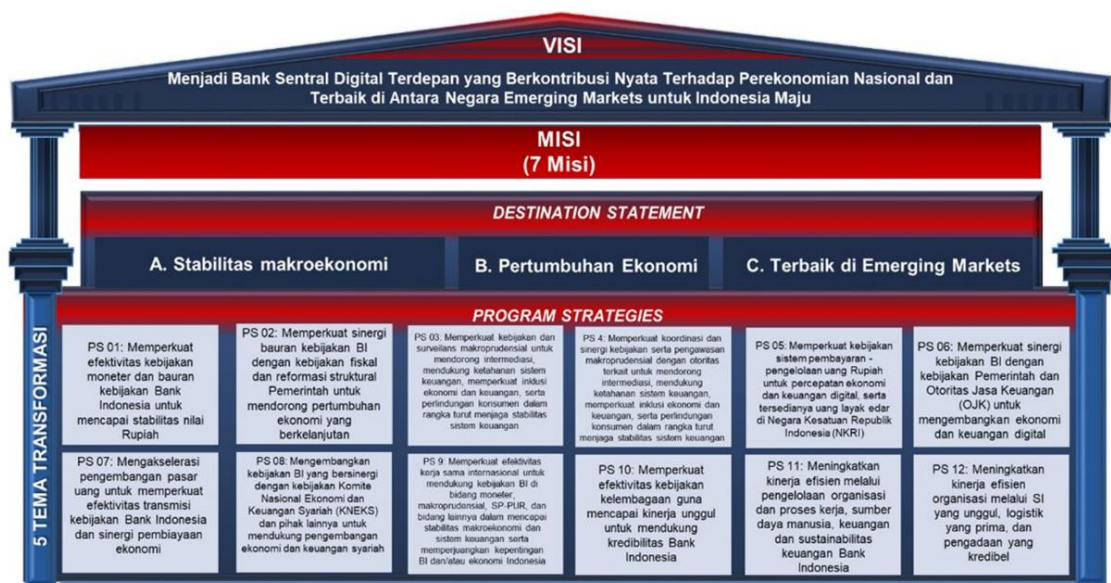 VISI
Menjadi Bank Sentral Digital Terdepan yang Berkontribusi Nyata Terhadap Perekonomian Nasional dan
Terbaik di Antara Negara Emerging Markets untuk Indonesia Maju
MISI
(7 Misi)
DESTINATION STATEMENT
A. Stabilitas makroekonomi
B. Pertumbuhan Ekonomi
C. Terbaik di Emerging Markets
5 TEMA TRANSFORMASI
PROGRAM STRATEGIES
PS 01: Memperkuat
efektivitas kebijakan
moneter dan bauran
kebijakan Bank
Indonesia untuk
mencapai stabilitas nilai
Rupiah
PS 02: Memperkuat sinergi
bauran kebijakan BI
dengan kebijakan fiskal
dan reformasi struktural
Pemerintah untuk
mendorong pertumbuhan
ekonomi yang
berkelanjutan
PS 03: Memperkuat kebijakan dan
surveilans makroprudensial untuk
mendorong intermediasi,
mendukung ketahanan sistem
keuangan, memperkuat inklusi
ekonomi dan keuangan, serta
perlindungan konsumen dalam
rangka turut menjaga stabilitas
sistem keuangan
PS 4: Memperkuat koordinasi dan
sinergi kebijakan serta pengawasan
makroprudensial dengan otoritas
terkait untuk mendorong
intermediasi, mendukung
ketahanan sistem keuangan,
memperkuat inklusi ekonomi dan
keuangan, serta perlindungan
konsumen dalam rangka turut
menjaga stabilitas sistem keuangan
PS 05: Memperkuat kebijakan
sistem pembayaran -
pengelolaan uang Rupiah
untuk percepatan ekonomi
dan keuangan digital, serta
tersedianya uang layak edar
di Negara Kesatuan Republik
Indonesia (NKRI)
PS 06: Memperkuat sinergi
kebijakan BI dengan
kebijakan Pemerintah dan
Otoritas Jasa Keuangan
(OJK) untuk
mengembangkan ekonomi
dan keuangan digital
PS 07: Mengakselerasi
pengembangan pasar
uang untuk memperkuat
efektivitas transmisi
kebijakan Bank Indonesia
dan sinergi pembiayaan
ekonomi
PS 08: Mengembangkan
kebijakan BI yang bersinergi
dengan kebijakan Komite
Nasional Ekonomi dan
Keuangan Syariah (KNEKS)
dan pihak lainnya untuk
mendukung pengembangan
ekonomi dan keuangan syariah
PS 9: Memperkuat efektivitas
kerja sama internasional untuk
mendukung kebijakan BI di
bidang moneter,
makroprudensial, SP-PUR, dan
bidang lainnya dalam mencapai
stabilitas makroekonomi dan
sistem keuangan serta
memperjuangkan kepentingan
BI dan/atau ekonomi Indonesia
PS 10: Memperkuat
efektivitas kebijakan
kelembagaan guna
mencapai kinerja unggul
untuk mendukung
kredibilitas Bank
Indonesia
PS 11: Meningkatkan
kinerja efisien melalui
pengelolaan organisasi
dan proses kerja, sumber
daya manusia, keuangan
dan sustainabilitas
keuangan Bank
Indonesia
PS 12: Meningkatkan
kinerja efisien
organisasi melalui SI
yang unggul, logistik
yang prima, dan
pengadaan yang
kredibel